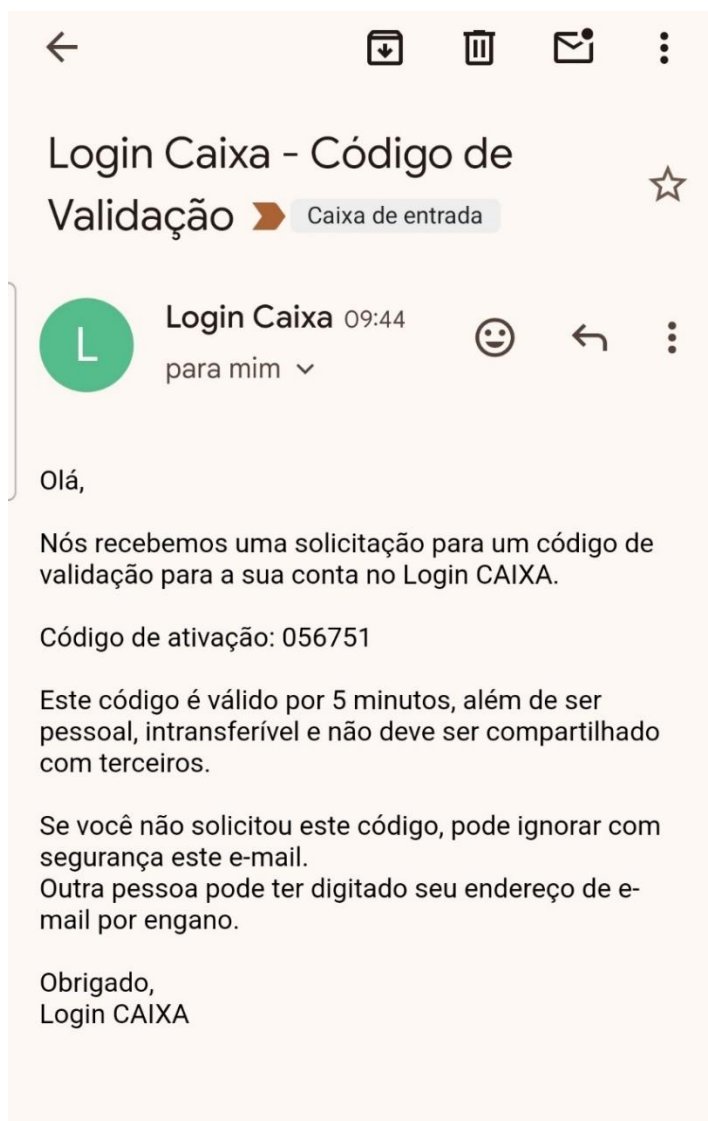 Login Caixa - Código de
Validação Caixa de entrada
L
Login Caixa 09:44
para mim
Olá,
Nós recebemos uma solicitação para um código de
validação para a sua conta no Login CAIXA.
Código de ativação: 056751
Este código é válido por 5 minutos, além de ser
pessoal, intransferível e não deve ser compartilhado
com terceiros.
Se você não solicitou este código, pode ignorar com
segurança este e-mail.
Outra pessoa pode ter digitado seu endereço de e-
mail por engano.
Obrigado,
Login CAIXA